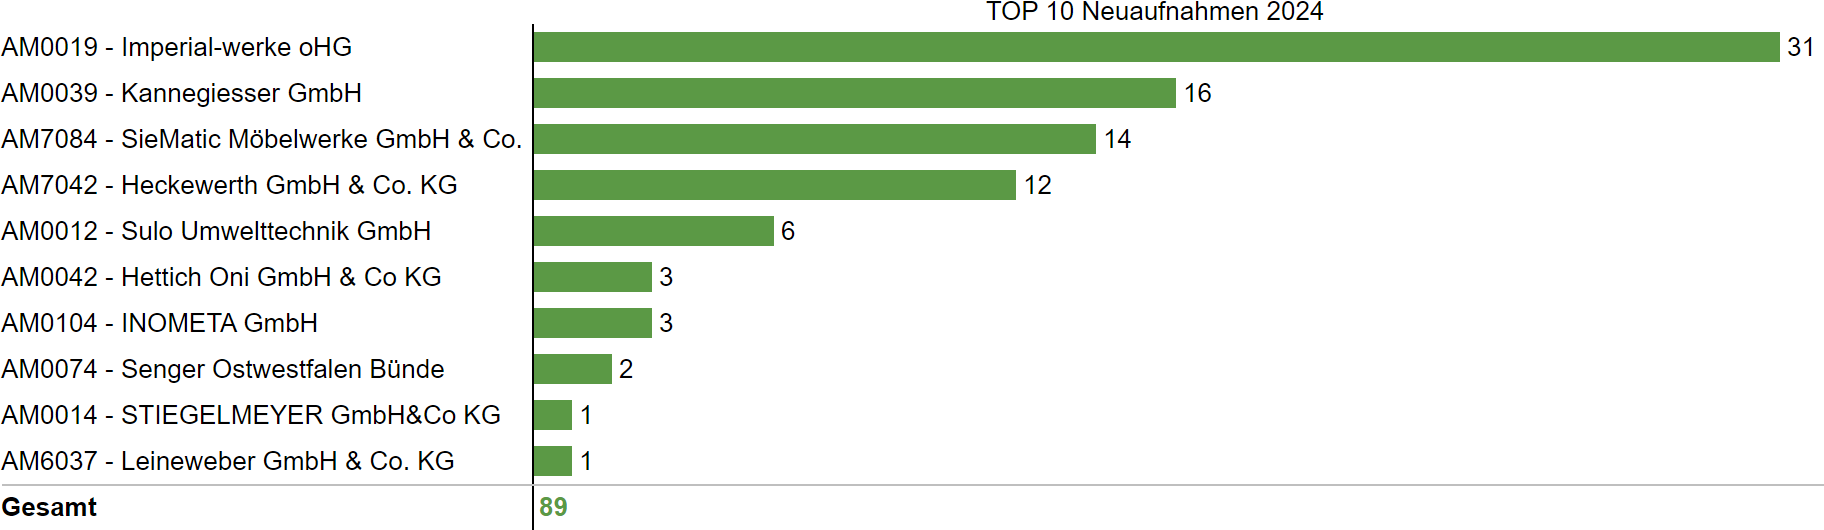 TOP 10 Neuaufnahmen 2024
AM0019 - Imperial-werke oHG 31
AM0039 - Kannegiesser GmbH 16
AM7084 - SieMatic Möbelwerke GmbH & Co. 14
AM7042 - Heckewerth GmbH & Co. KG 12
AM0012 - Sulo Umwelttechnik GmbH 6
AM0042 - Hettich Oni GmbH & Co KG 3
AM0104 - INOMETA GmbH 3
AM0074 - Senger Ostwestfalen Bünde 2
AM0014 - STIEGELMEYER GmbH&Co KG 1
AM6037 - Leineweber GmbH & Co. KG 1
Gesamt 89